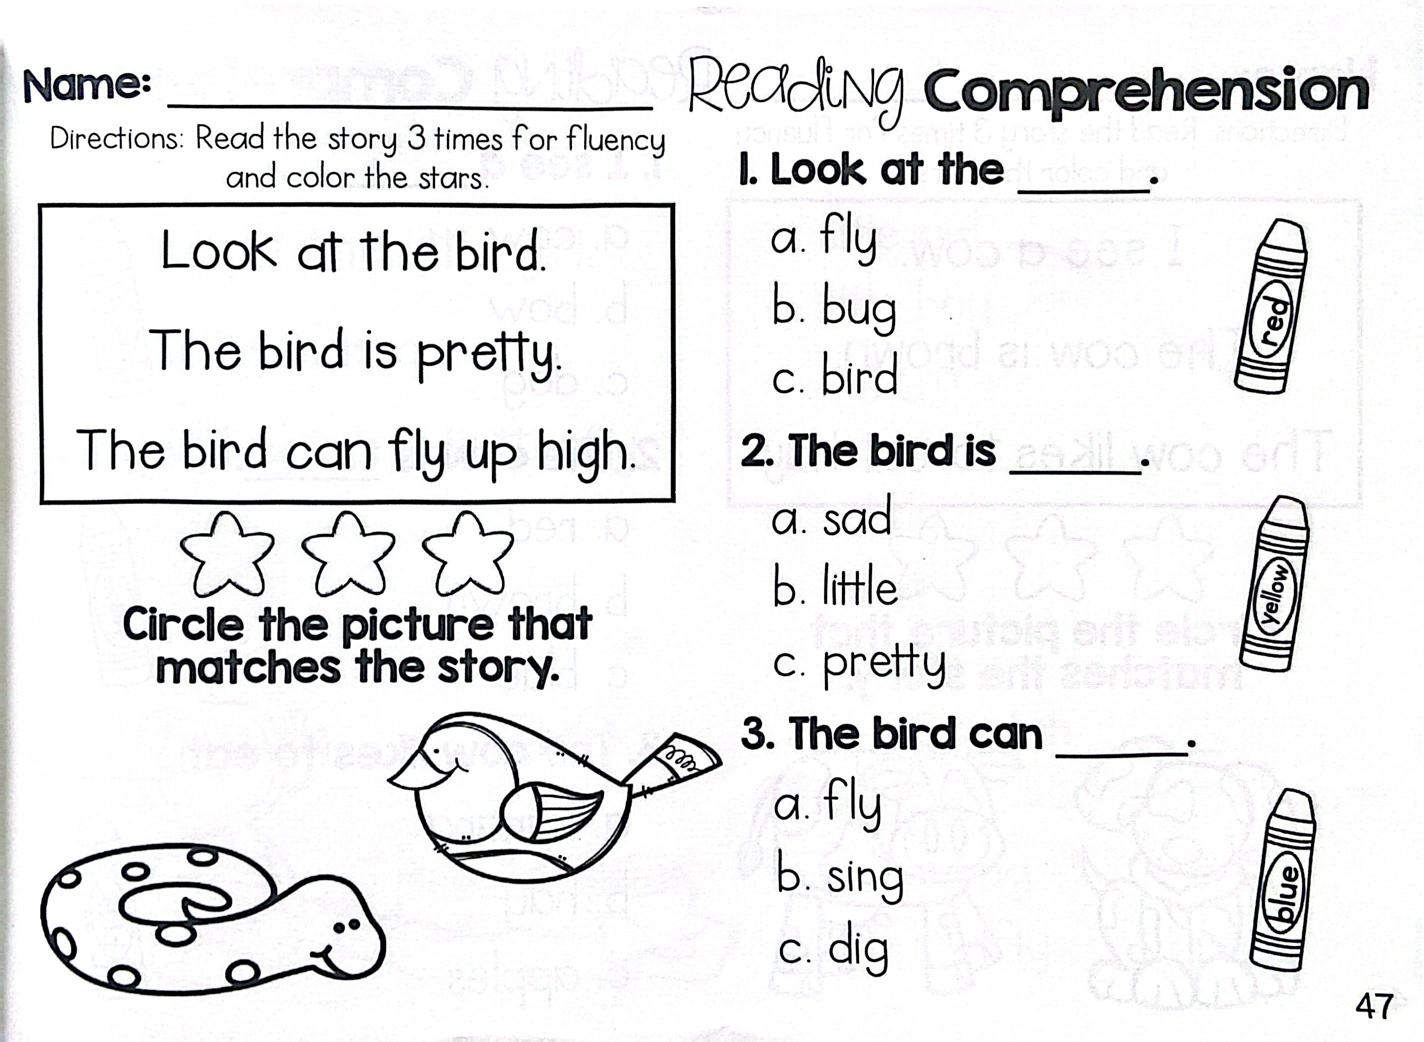 Name: ____________ Reading Comprehension
Directions: Read the story 3 times for fluency
and color the stars.
Look at the bird.
The bird is pretty.
The bird can fly up high.
Circle the picture that
matches the story.
1. Look at the ______.
a. fly
b. bug
c. bird
red
2. The bird is ______.
a. sad
b. little
c. pretty
yellow
3. The bird can ______.
a. fly
b. sing
c. dig
blue
47